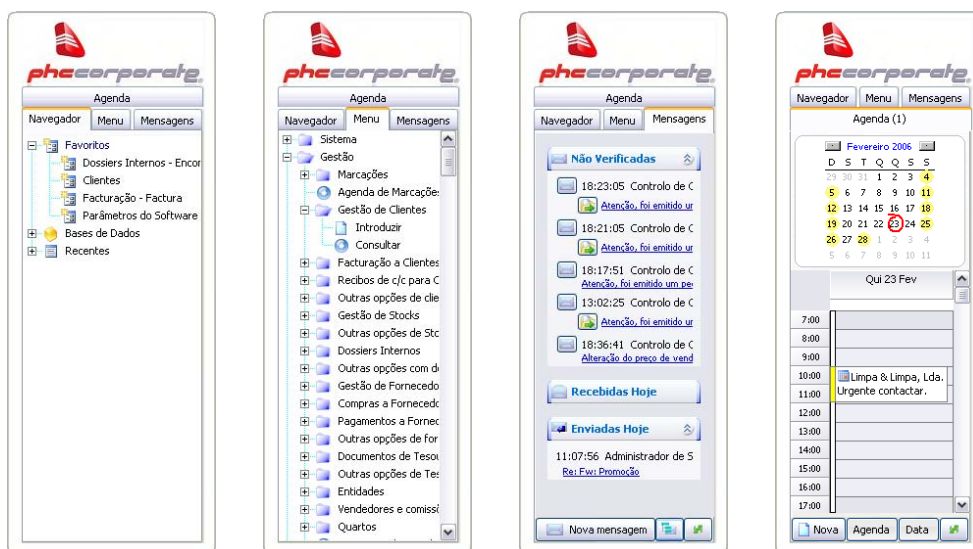 phccorporate
Agenda
Navegador Menu Mensagens
Favoritos
Dossiers Internos - Encor
Clientes
Facturação - Factura
Parâmetros do Software
Bases de Dados
Recentes
phccorporate
Agenda
Navegador Menu Mensagens
Sistema
Gestão
Marcações
Agenda de Marcações
Gestão de Clientes
Introduzir
Consultar
Facturação a Clientes
Recibos de c/c para C
Outras opções de clie
Gestão de Stocks
Outras opções de Stc
Dossiers Internos
Outras opções com d
Gestão de Fornecedo
Compras a Fornecedo
Pagamentos a Fornec
Outras opções de for
Documentos de Tesou
Outras opções de Tes
Entidades
Vendedores e comissõ
Quartos
phccorporate
Agenda
Navegador Menu Mensagens
Não Verificadas
18:23:05 Controlo de C
Atenção, foi emitido ur
18:21:05 Controlo de C
Atenção, foi emitido ur
18:17:51 Controlo de C
Atenção, foi emitido um pe
13:02:25 Controlo de C
Atenção, foi emitido ur
18:36:41 Controlo de C
Alteração do preço de vend
Recebidas Hoje
Enviadas Hoje
11:07:56 Administrador de S
Re: Fw: Promoção
Nova mensagem
phccorporate
Navegador Menu Mensagens
Agenda (1)
Fevereiro 2006
D S T Q Q S S
29 30 31 1 2 3 4
5 6 7 8 9 10 11
12 13 14 15 16 17 18
19 20 21 22 23 24 25
26 27 28 1 2 3 4
5 6 7 8 9 10 11
Qui 23 Fev
7:00
8:00
9:00
10:00 Limpa & Limpa, Lda.
11:00 Urgente contactar.
12:00
13:00
14:00
15:00
16:00
17:00
Nova Agenda Data